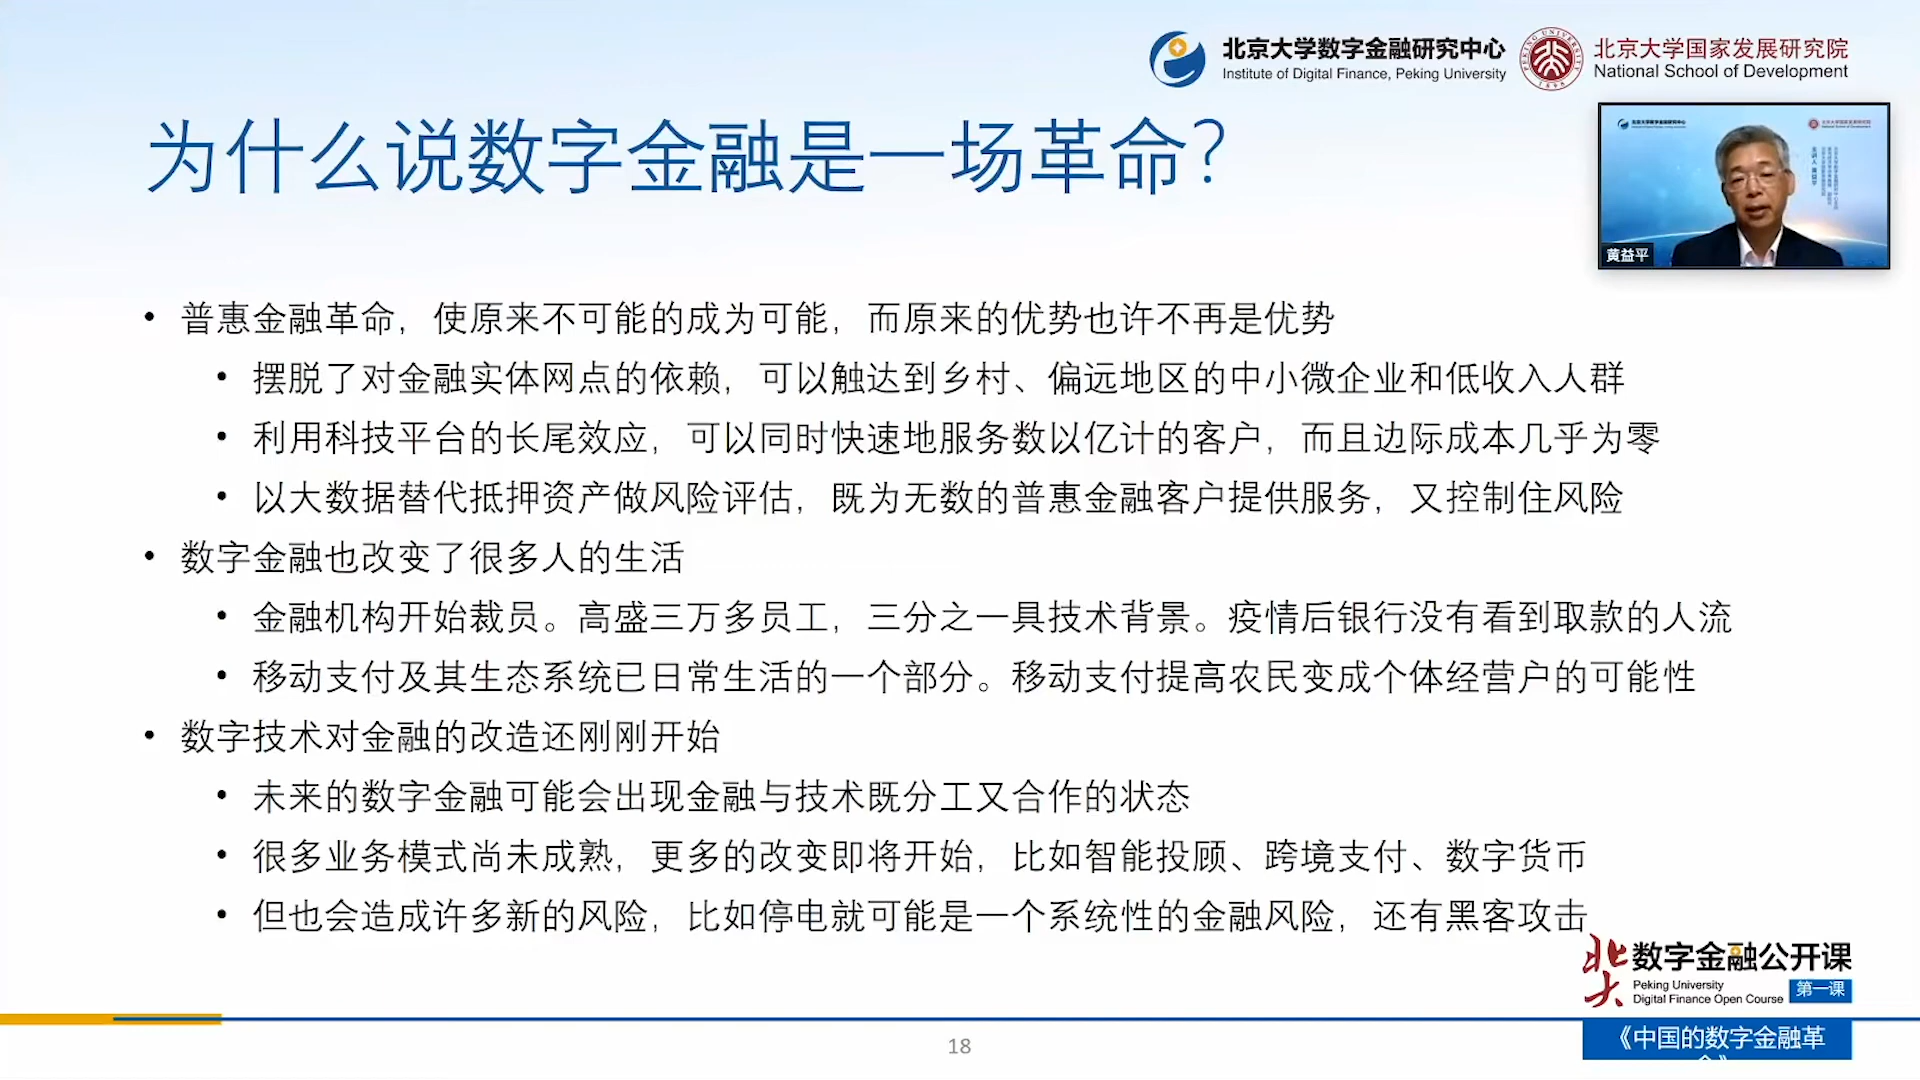 北京大学数字金融研究中心
Institute of Digital Finance, Peking University
北京大学国家发展研究院
National School of Development
为什么说数字金融是一场革命？
黄益平
• 普惠金融革命，使原来不可能的成为可能，而原来的优势也许不再是优势
• 摆脱了对金融实体网点的依赖，可以触达到乡村、偏远地区的中小微企业和低收入人群
• 利用科技平台的长尾效应，可以同时快速地服务数以亿计的客户，而且边际成本几乎为零
• 以大数据替代抵押资产做风险评估，既为无数的普惠金融客户提供服务，又控制住风险
• 数字金融也改变了很多人的生活
• 金融机构开始裁员。高盛三万多员工，三分之一具技术背景。疫情后银行没有看到取款的人流
• 移动支付及其生态系统已日常生活的一个部分。移动支付提高农民变成个体经营户的可能性
• 数字技术对金融的改造还刚刚开始
• 未来的数字金融可能会出现金融与技术既分工又合作的状态
• 很多业务模式尚未成熟，更多的改变即将开始，比如智能投顾、跨境支付、数字货币
• 但也会造成许多新的风险，比如停电就可能是一个系统性的金融风险，还有黑客攻击
北大 数字金融公开课
Peking University
Digital Finance Open Course
第一课
18
《中国的数字金融革